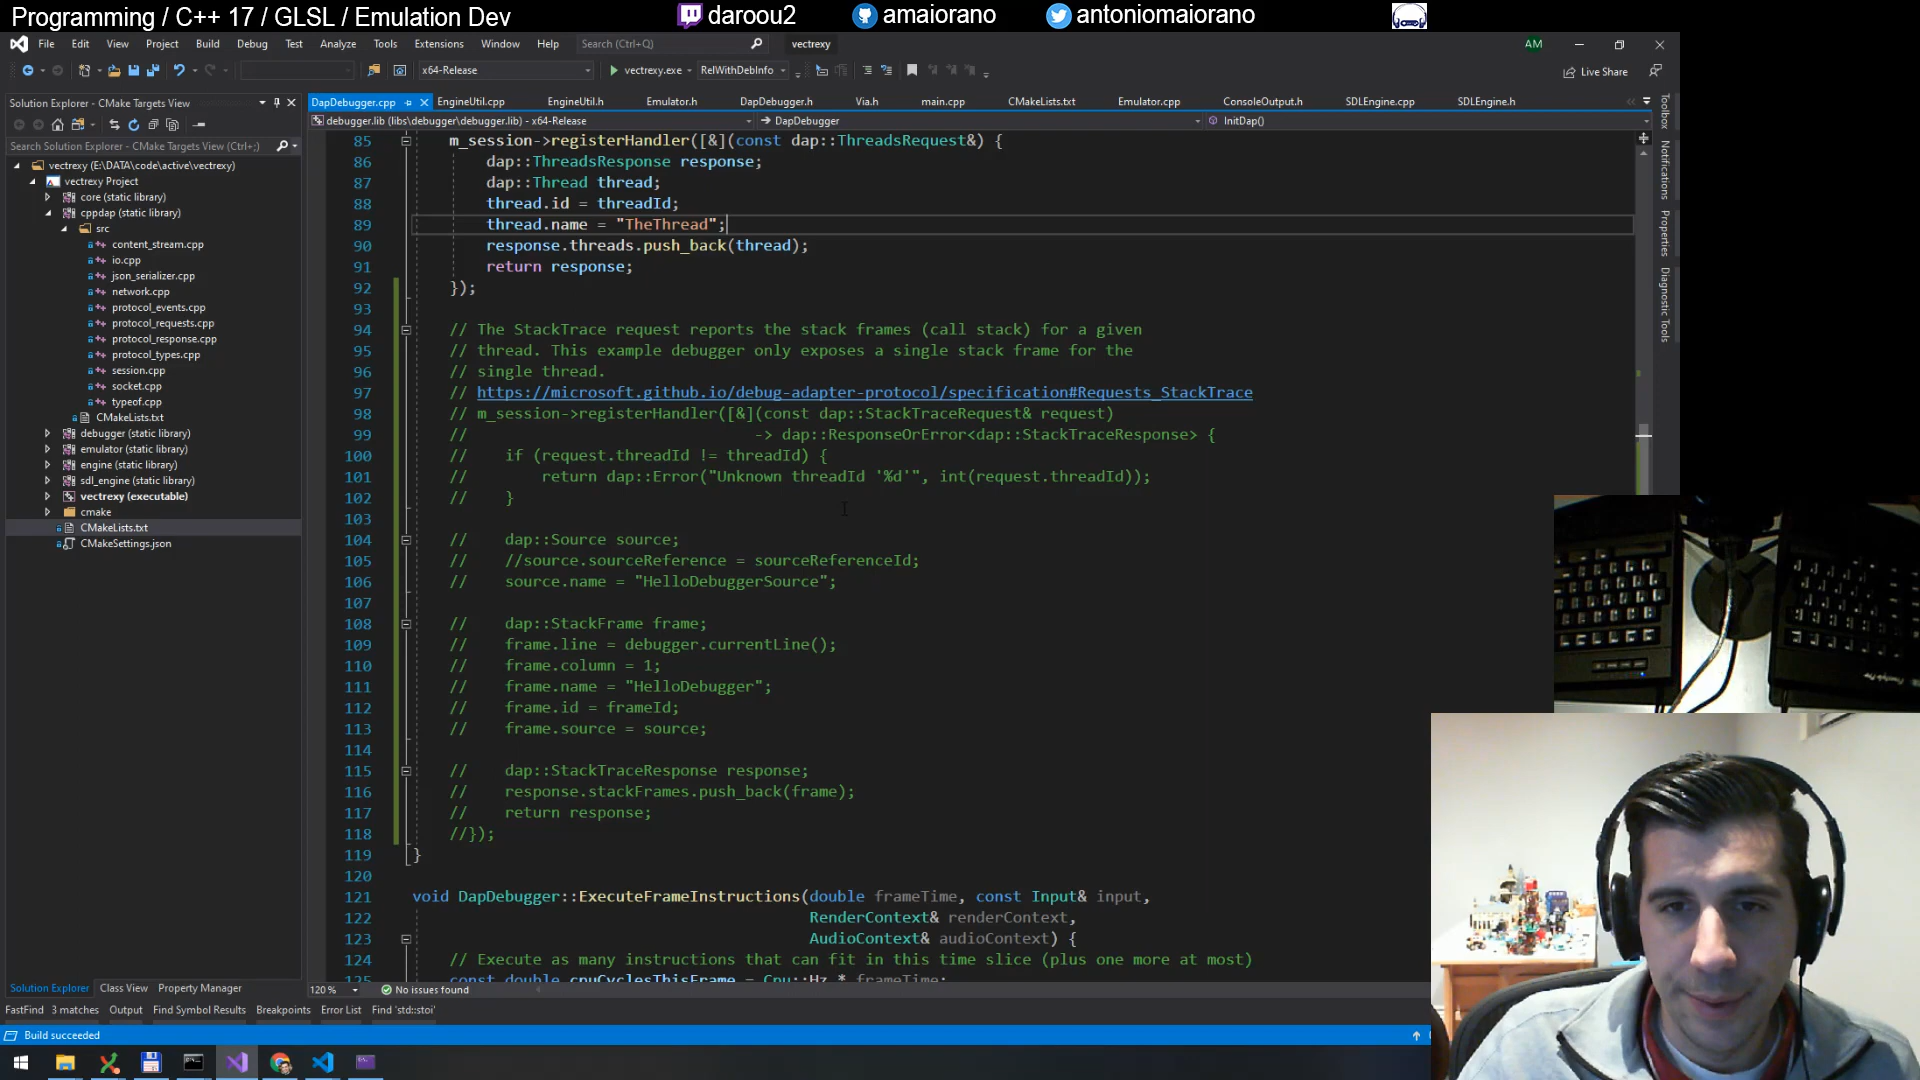 Programming / C++ 17 / GLSL / Emulation Dev
daroou2
amaiorano
antoniomaiorano
File Edit View Project Build Debug Test Analyze Tools Extensions Window Help Search (Ctrl+Q) vectrexy AM
x64-Release vectrexy.exe RelWithDebInfo Live Share
Solution Explorer - CMake Targets View
DapDebugger.cpp EngineUtil.cpp EngineUtil.h Emulator.h DapDebugger.h Via.h main.cpp CMakeLists.txt Emulator.cpp ConsoleOutput.h SDLEngine.cpp SDLEngine.h
debugger.lib (libs\debugger\debugger.lib) - x64-Release DapDebugger InitDap()
Search Solution Explorer - CMake Targets View (Ctrl+;)
vectrexy (E:\DATA\code\active\vectrexy)
vectrexy Project
core (static library)
cppdap (static library)
src
content_stream.cpp
io.cpp
json_serializer.cpp
network.cpp
protocol_events.cpp
protocol_requests.cpp
protocol_response.cpp
protocol_types.cpp
session.cpp
socket.cpp
typeof.cpp
CMakeLists.txt
debugger (static library)
emulator (static library)
engine (static library)
sdl_engine (static library)
vectrexy (executable)
cmake
CMakeLists.txt
CMakeSettings.json
85 m_session->registerHandler([&](const dap::ThreadsRequest&) {
86 dap::ThreadsResponse response;
87 dap::Thread thread;
88 thread.id = threadId;
89 thread.name = "TheThread";
90 response.threads.push_back(thread);
91 return response;
92 });
93
94 // The StackTrace request reports the stack frames (call stack) for a given
95 // thread. This example debugger only exposes a single stack frame for the
96 // single thread.
97 // https://microsoft.github.io/debug-adapter-protocol/specification#Requests_StackTrace
98 // m_session->registerHandler([&](const dap::StackTraceRequest& request)
99 // -> dap::ResponseOrError<dap::StackTraceResponse> {
100 // if (request.threadId != threadId) {
101 // return dap::Error("Unknown threadId '%d'", int(request.threadId));
102 // }
103
104 // dap::Source source;
105 // //source.sourceReference = sourceReferenceId;
106 // source.name = "HelloDebuggerSource";
107
108 // dap::StackFrame frame;
109 // frame.line = debugger.currentLine();
110 // frame.column = 1;
111 // frame.name = "HelloDebugger";
112 // frame.id = frameId;
113 // frame.source = source;
114
115 // dap::StackTraceResponse response;
116 // response.stackFrames.push_back(frame);
117 // return response;
118 //});
119 }
120
121 void DapDebugger::ExecuteFrameInstructions(double frameTime, const Input& input,
122 RenderContext& renderContext,
123 AudioContext& audioContext) {
124 // Execute as many instructions that can fit in this time slice (plus one more at most)
125 const double cpuCyclesThisFrame = Cpu::Hz * frameTime;
Toolbox
Notifications
Properties
Diagnostic Tools
Solution Explorer Class View Property Manager
120 % No issues found
FastFind 3 matches Output Find Symbol Results Breakpoints Error List Find 'std::stoi'
Build succeeded